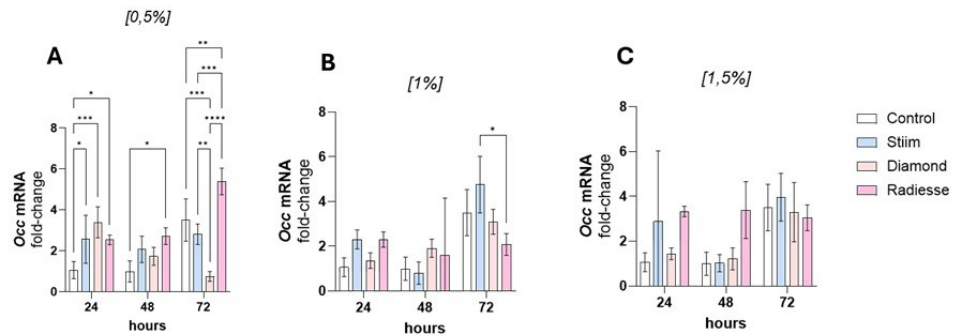 [0,5%]
A
**
***
*
***
***
****
*
*
**
8
6
4
2
0
Occ mRNA
fold-change
24
48
72
hours
B
[1%]
*
8
6
4
2
0
Occ mRNA
fold-change
24
48
72
hours
C
[1,5%]
8
6
4
2
0
Occ mRNA
fold-change
24
48
72
hours
Control
Stiim
Diamond
Radiesse